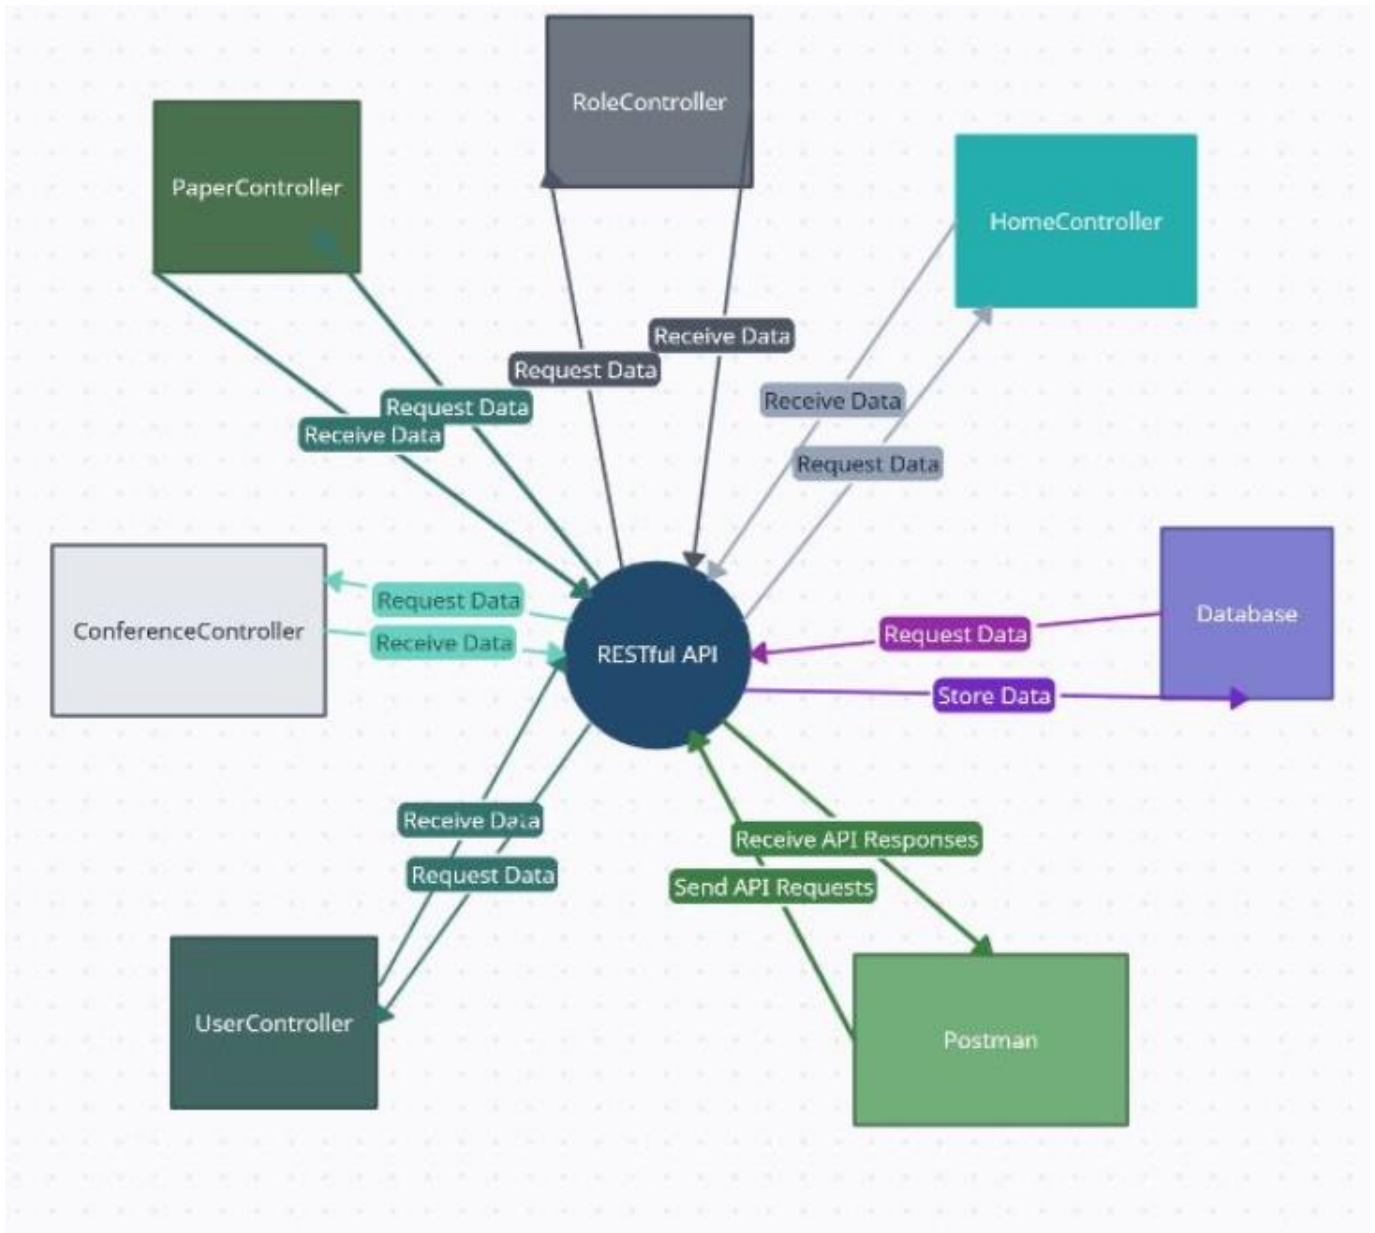 RoleController
PaperController
HomeController
Receive Data
Request Data
Receive Data
Request Data
Receive Data
Request Data
Request Data
ConferenceController
Receive Data
RESTful API
Database
Request Data
Store Data
Receive Data
Request Data
Receive API Responses
Send API Requests
UserController
Postman